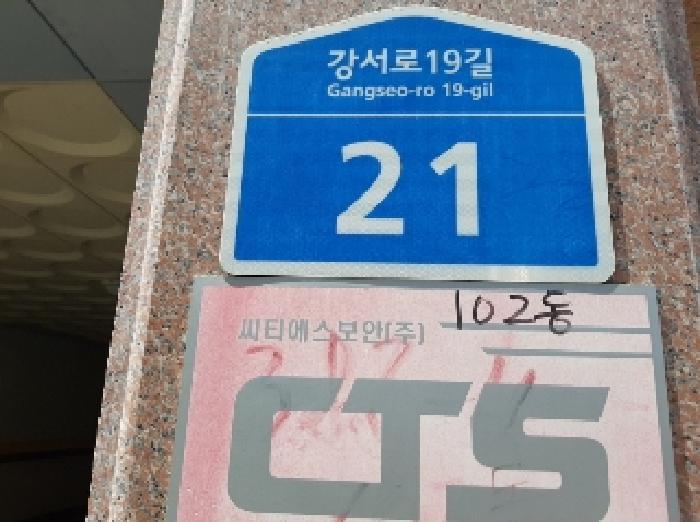 강서로19길
Gangseo-ro 19-gil
21
102동
씨티에스보안(주)
CTS